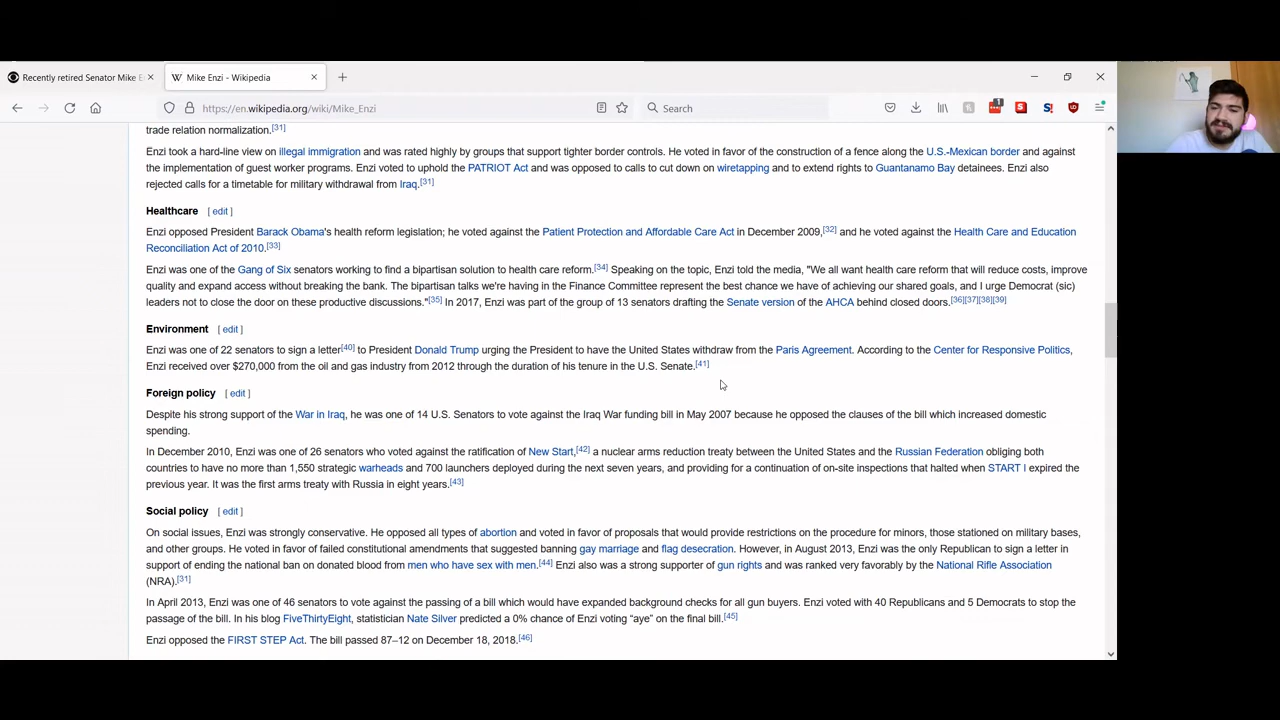 Recently retired Senator Mike E
Mike Enzi - Wikipedia
https://en.wikipedia.org/wiki/Mike_Enzi
Search
trade relation normalization.[31]
Enzi took a hard-line view on illegal immigration and was rated highly by groups that support tighter border controls. He voted in favor of the construction of a fence along the U.S.-Mexican border and against
the implementation of guest worker programs. Enzi voted to uphold the PATRIOT Act and was opposed to calls to cut down on wiretapping and to extend rights to Guantanamo Bay detainees. Enzi also
rejected calls for a timetable for military withdrawal from Iraq.[31]
Healthcare [ edit ]
Enzi opposed President Barack Obama's health reform legislation; he voted against the Patient Protection and Affordable Care Act in December 2009,[32] and he voted against the Health Care and Education
Reconciliation Act of 2010.[33]
Enzi was one of the Gang of Six senators working to find a bipartisan solution to health care reform.[34] Speaking on the topic, Enzi told the media, "We all want health care reform that will reduce costs, improve
quality and expand access without breaking the bank. The bipartisan talks we're having in the Finance Committee represent the best chance we have of achieving our shared goals, and I urge Democrat (sic)
leaders not to close the door on these productive discussions."[35] In 2017, Enzi was part of the group of 13 senators drafting the Senate version of the AHCA behind closed doors.[36][37][38][39]
Environment [ edit ]
Enzi was one of 22 senators to sign a letter[40] to President Donald Trump urging the President to have the United States withdraw from the Paris Agreement. According to the Center for Responsive Politics,
Enzi received over $270,000 from the oil and gas industry from 2012 through the duration of his tenure in the U.S. Senate.[41]
Foreign policy [ edit ]
Despite his strong support of the War in Iraq, he was one of 14 U.S. Senators to vote against the Iraq War funding bill in May 2007 because he opposed the clauses of the bill which increased domestic
spending.
In December 2010, Enzi was one of 26 senators who voted against the ratification of New Start,[42] a nuclear arms reduction treaty between the United States and the Russian Federation obliging both
countries to have no more than 1,550 strategic warheads and 700 launchers deployed during the next seven years, and providing for a continuation of on-site inspections that halted when START I expired the
previous year. It was the first arms treaty with Russia in eight years.[43]
Social policy [ edit ]
On social issues, Enzi was strongly conservative. He opposed all types of abortion and voted in favor of proposals that would provide restrictions on the procedure for minors, those stationed on military bases,
and other groups. He voted in favor of failed constitutional amendments that suggested banning gay marriage and flag desecration. However, in August 2013, Enzi was the only Republican to sign a letter in
support of ending the national ban on donated blood from men who have sex with men.[44] Enzi also was a strong supporter of gun rights and was ranked very favorably by the National Rifle Association
(NRA).[31]
In April 2013, Enzi was one of 46 senators to vote against the passing of a bill which would have expanded background checks for all gun buyers. Enzi voted with 40 Republicans and 5 Democrats to stop the
passage of the bill. In his blog FiveThirtyEight, statistician Nate Silver predicted a 0% chance of Enzi voting “aye” on the final bill.[45]
Enzi opposed the FIRST STEP Act. The bill passed 87–12 on December 18, 2018.[46]